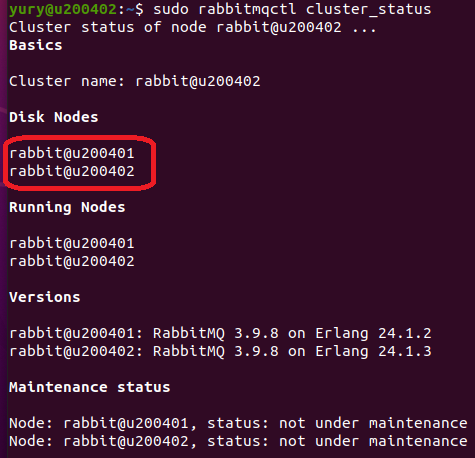 yury@u200402:~$ sudo rabbitmqctl cluster_status
Cluster status of node rabbit@u200402 ...
Basics
Cluster name: rabbit@u200402
Disk Nodes
rabbit@u200401
rabbit@u200402
Running Nodes
rabbit@u200401
rabbit@u200402
Versions
rabbit@u200401: RabbitMQ 3.9.8 on Erlang 24.1.2
rabbit@u200402: RabbitMQ 3.9.8 on Erlang 24.1.3
Maintenance status
Node: rabbit@u200401, status: not under maintenance
Node: rabbit@u200402, status: not under maintenance